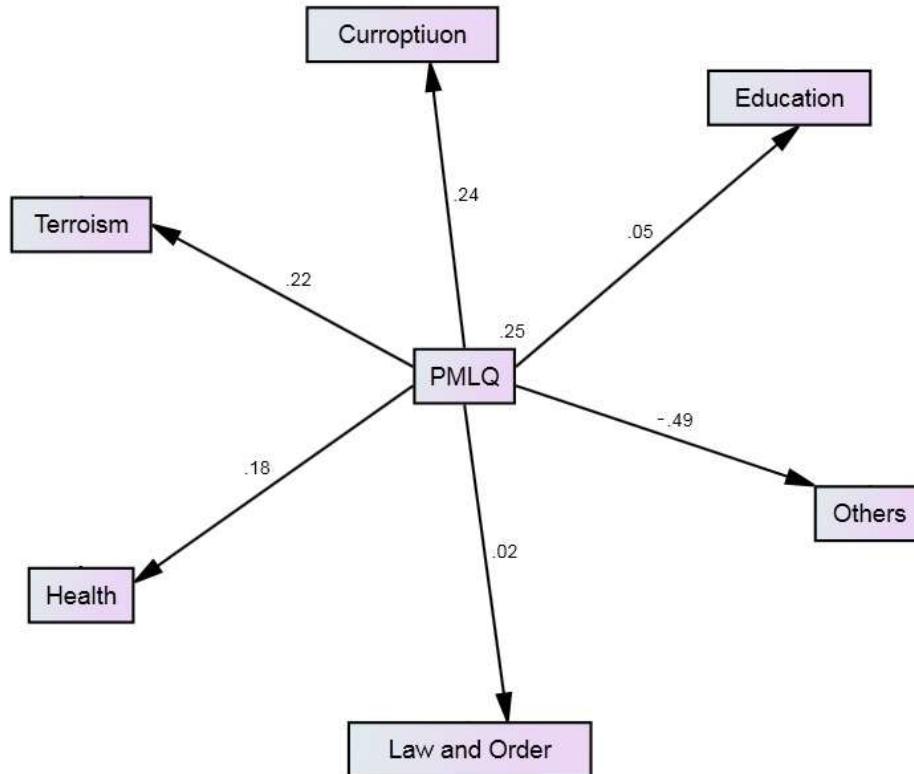 Curroptiuon
Education
.24
Terroism
.05
.22
.25
PMLQ
-.49
.18
Others
.02
Health
Law and Order